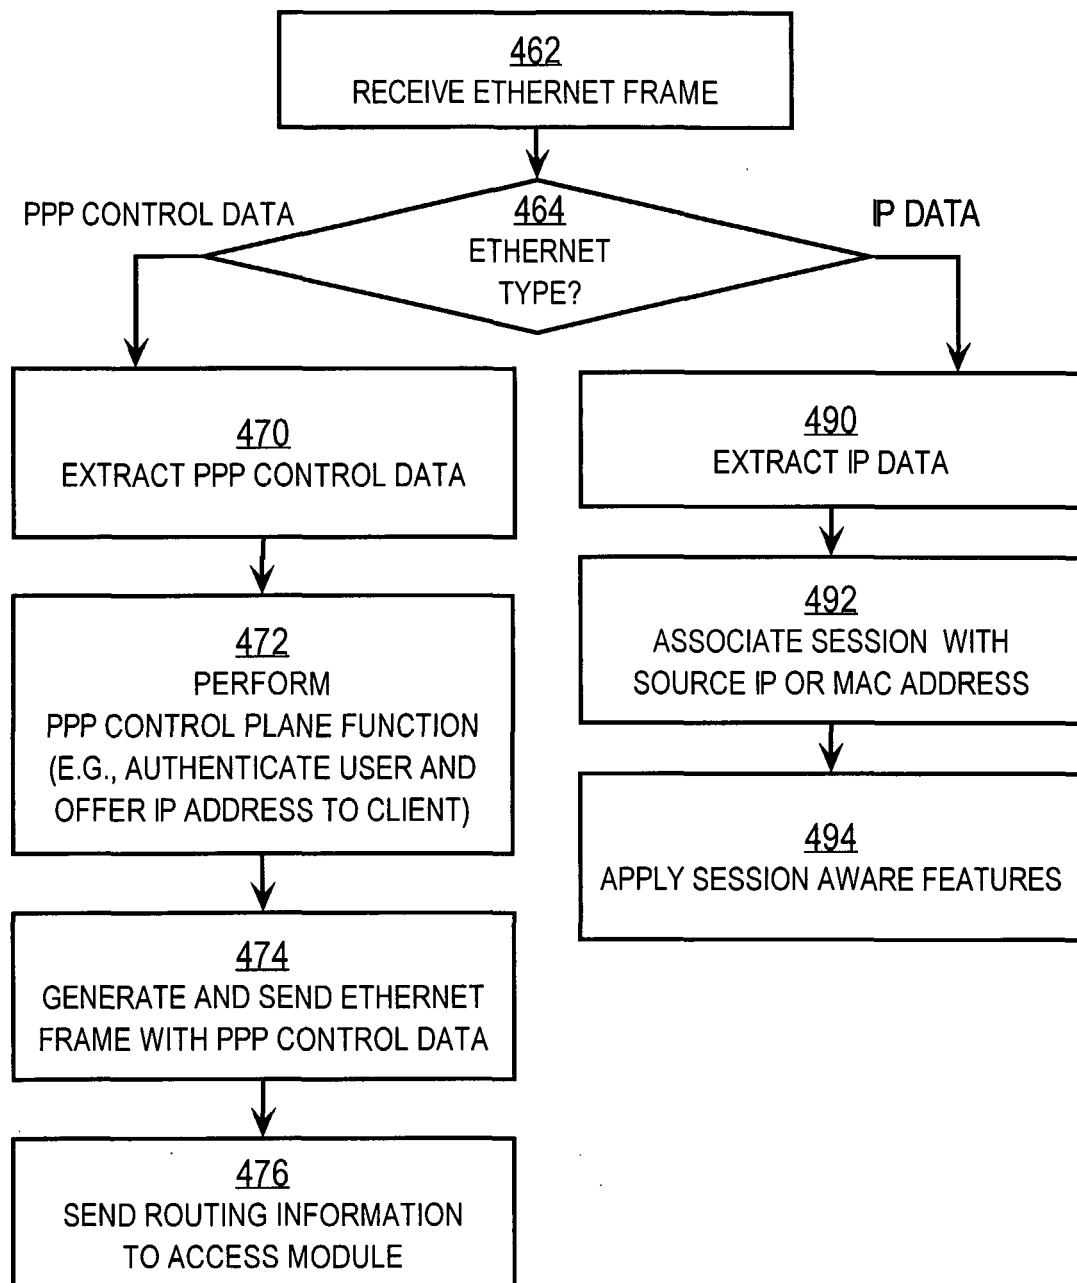 462
RECEIVE ETHERNET FRAME
PPP CONTROL DATA
464
ETHERNET
TYPE?
IP DATA
470
EXTRACT PPP CONTROL DATA
472
PERFORM
PPP CONTROL PLANE FUNCTION
(E.G., AUTHENTICATE USER AND
OFFER IP ADDRESS TO CLIENT)
474
GENERATE AND SEND ETHERNET
FRAME WITH PPP CONTROL DATA
476
SEND ROUTING INFORMATION
TO ACCESS MODULE
490
EXTRACT IP DATA
492
ASSOCIATE SESSION WITH
SOURCE IP OR MAC ADDRESS
494
APPLY SESSION AWARE FEATURES